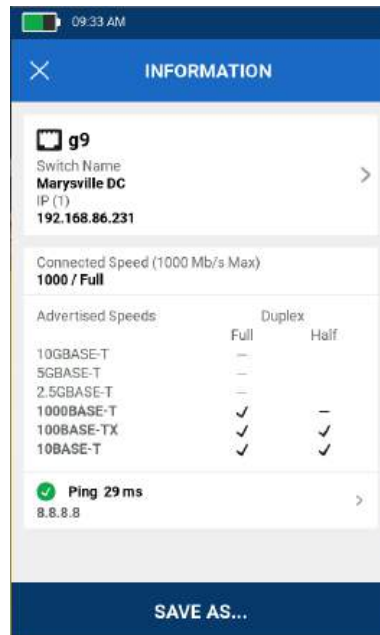 09:33 AM
INFORMATION
g9
Switch Name
Marysville DC
IP (1)
192.168.86.231
Connected Speed (1000 Mb/s Max)
1000 / Full
Advertised Speeds Duplex
Full Half
10GBASE-T –
5GBASE-T –
2.5GBASE-T –
1000BASE-T ✓ –
100BASE-TX ✓ ✓
10BASE-T ✓ ✓
Ping 29 ms
8.8.8.8
SAVE AS...